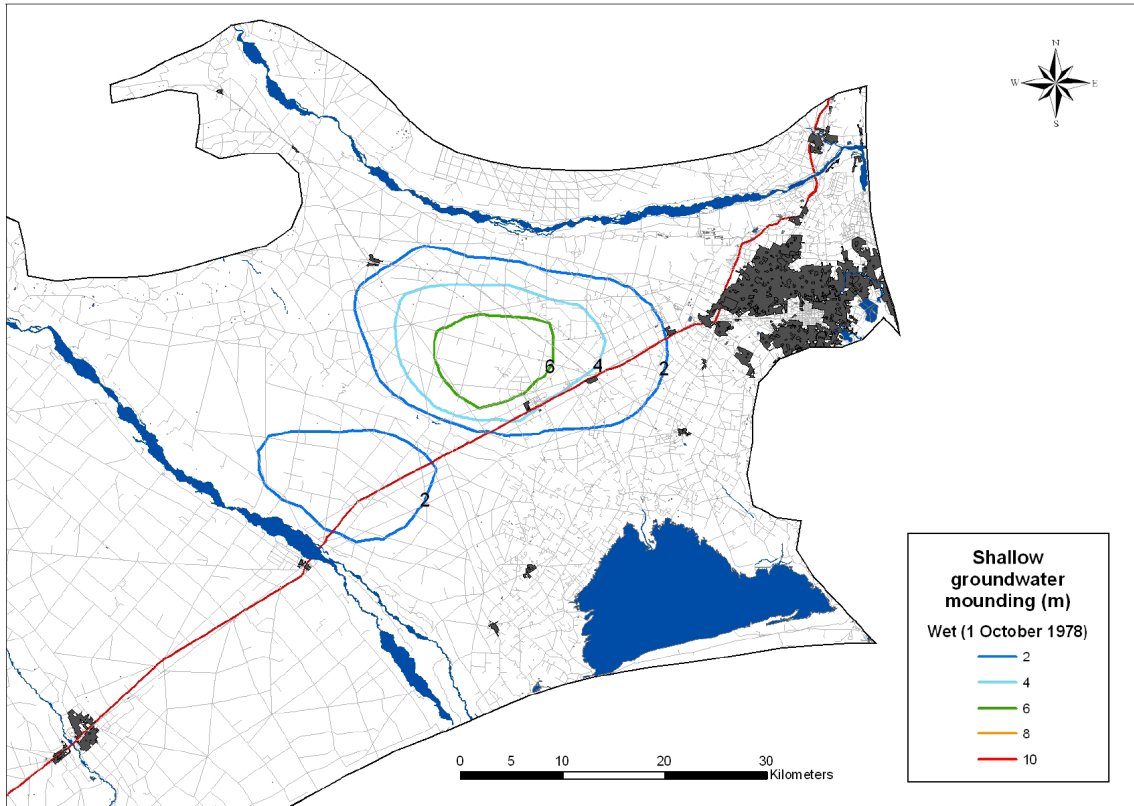 N
W E
S
6 4 2
2
Shallow
groundwater
mounding (m)
Wet (1 October 1978)
2
4
6
8
10
0 5 10 20 30
Kilometers